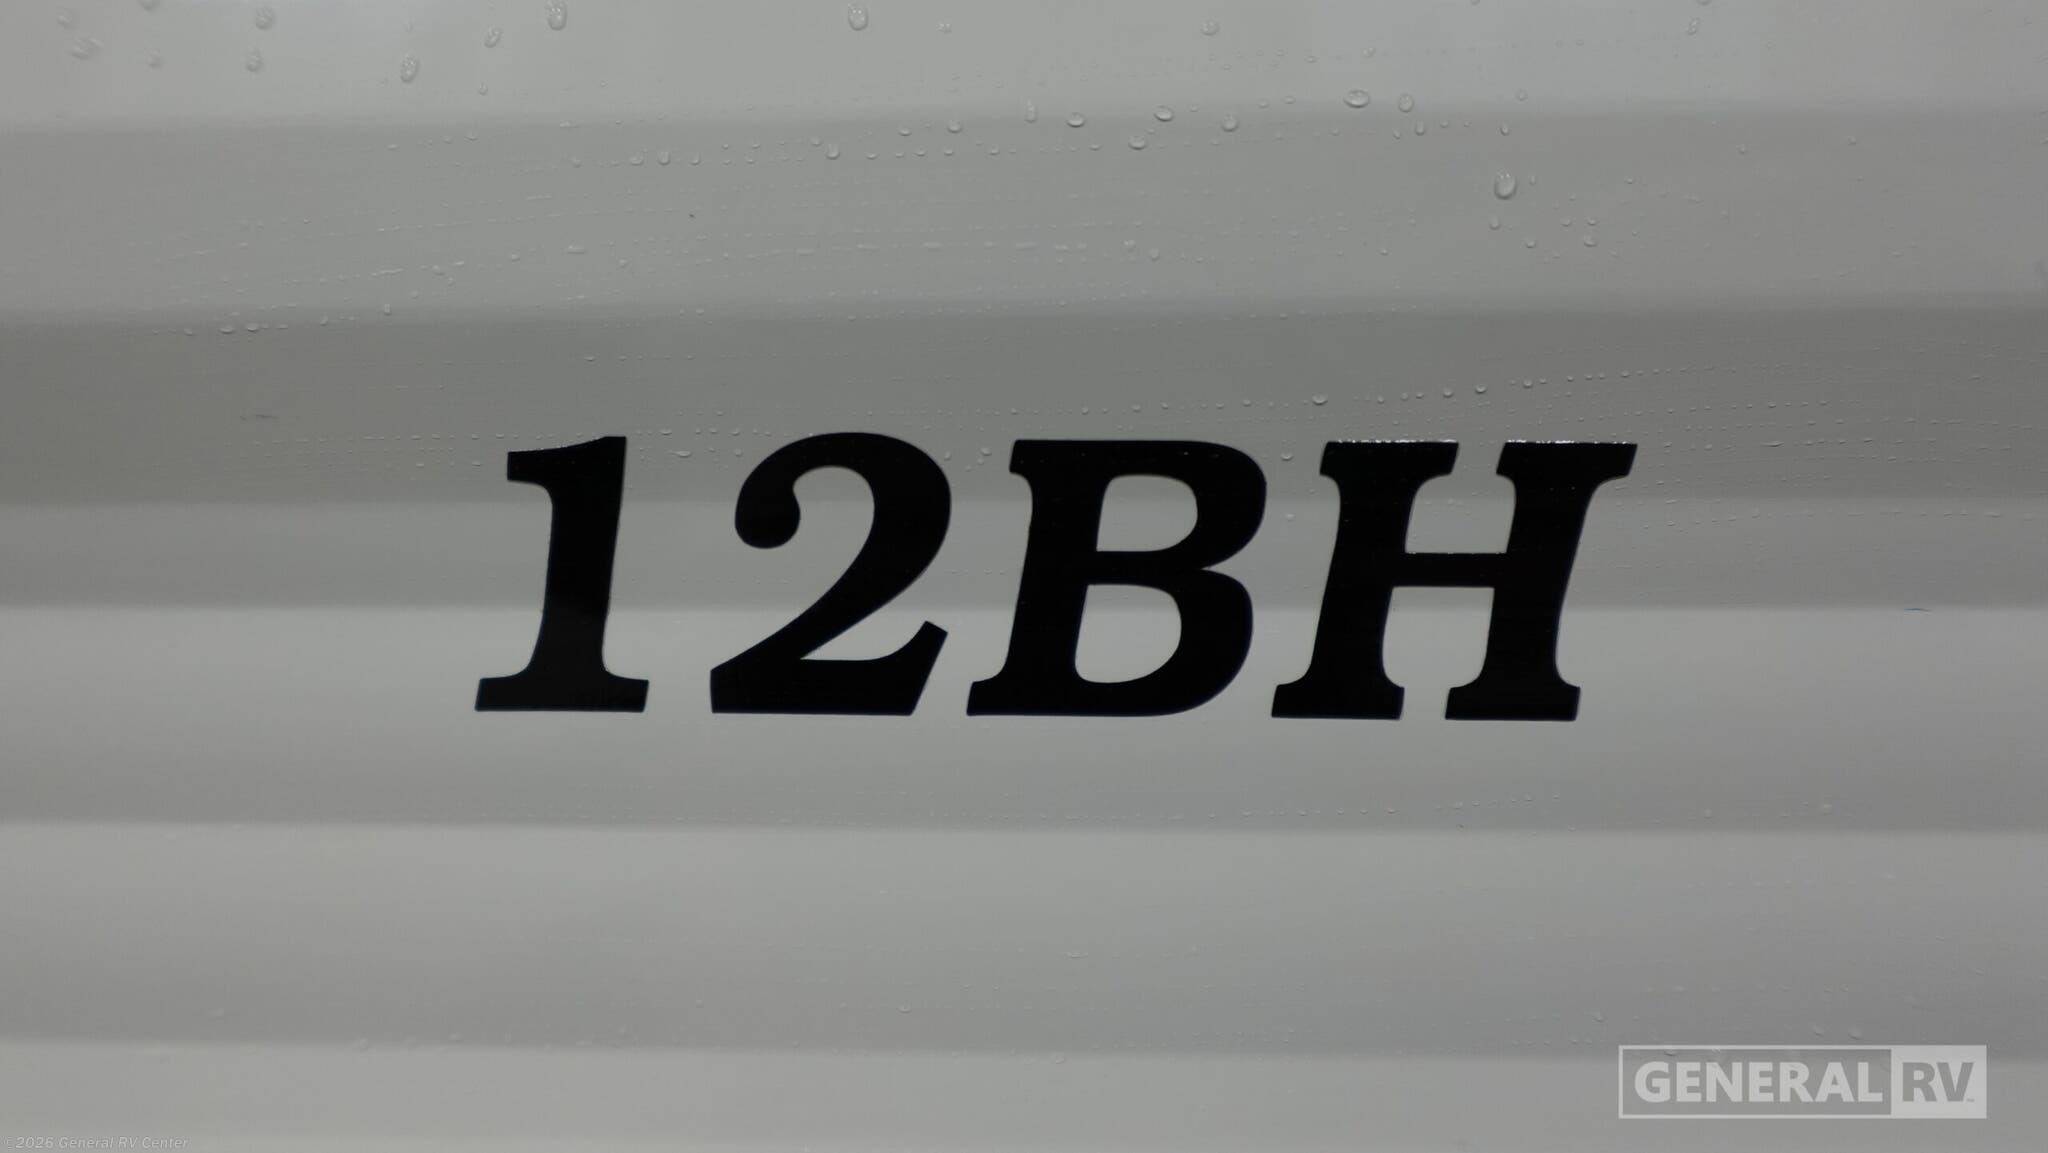 12BH
GENERAL RV
©2026 General RV Center